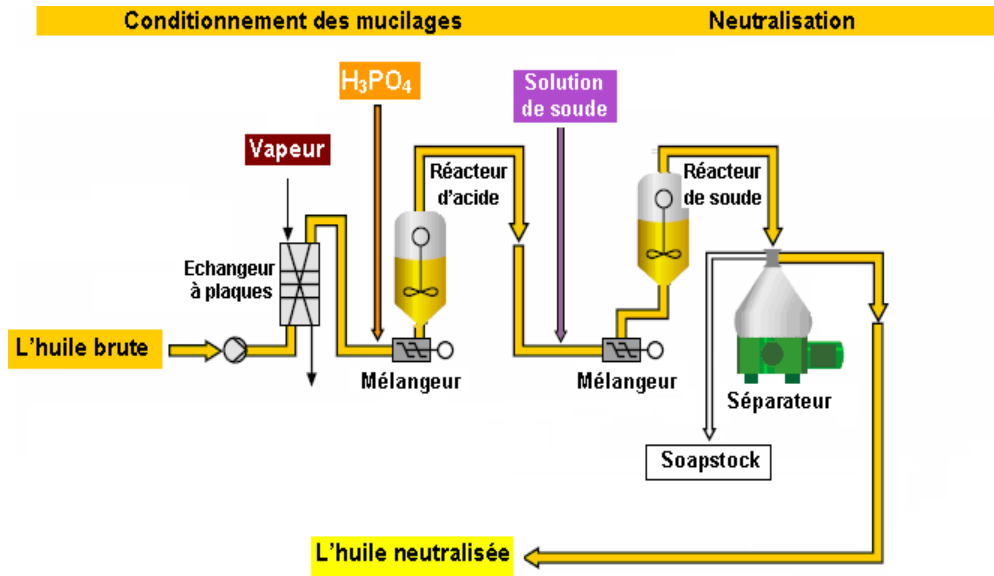 Conditionnement des mucilages
Neutralisation
H₃PO₄
Solution
de soude
Vapeur
Réacteur
d'acide
Réacteur
de soude
Echangeur
à plaques
L'huile brute
Mélangeur
Mélangeur
Séparateur
Soapstock
L'huile neutralisée